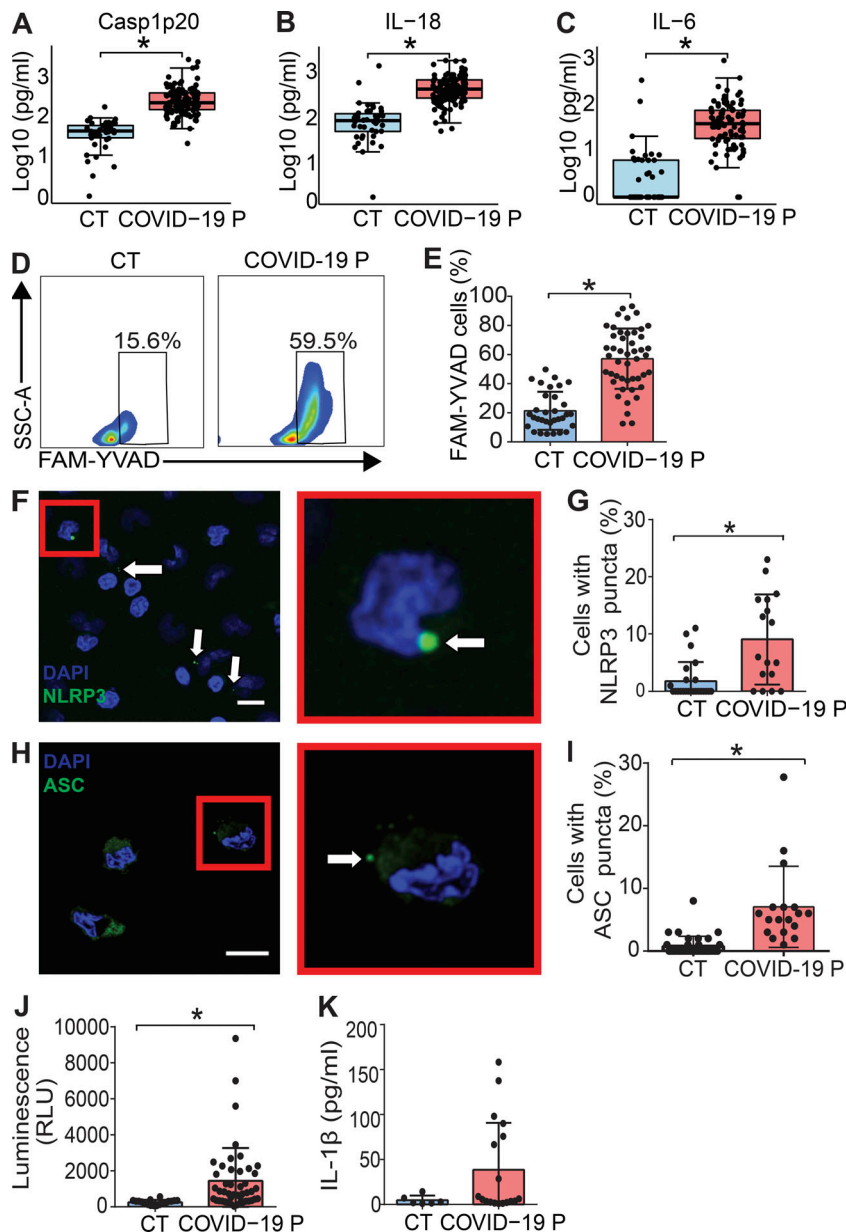 A
Casp1p20
Log10 (pg/ml)
3
2
1
0
*
CT COVID−19 P
B
IL−18
Log10 (pg/ml)
3
2
1
0
*
CT COVID−19 P
C
IL−6
Log10 (pg/ml)
3
2
1
0
*
CT COVID−19 P
D
CT
COVID-19 P
15.6%
59.5%
SSC-A
FAM-YVAD
E
FAM-YVAD cells (%)
100
80
60
40
20
0
*
CT COVID−19 P
F
DAPI
NLRP3
G
Cells with
NLRP3 puncta (%)
30
20
10
0
*
CT COVID−19 P
H
DAPI
ASC
I
Cells with
ASC puncta (%)
30
20
10
0
*
CT COVID-19 P
J
Luminescence
(RLU)
10000
8000
6000
4000
2000
0
*
CT COVID−19 P
K
IL-1β (pg/ml)
200
150
100
50
0
CT COVID−19 P